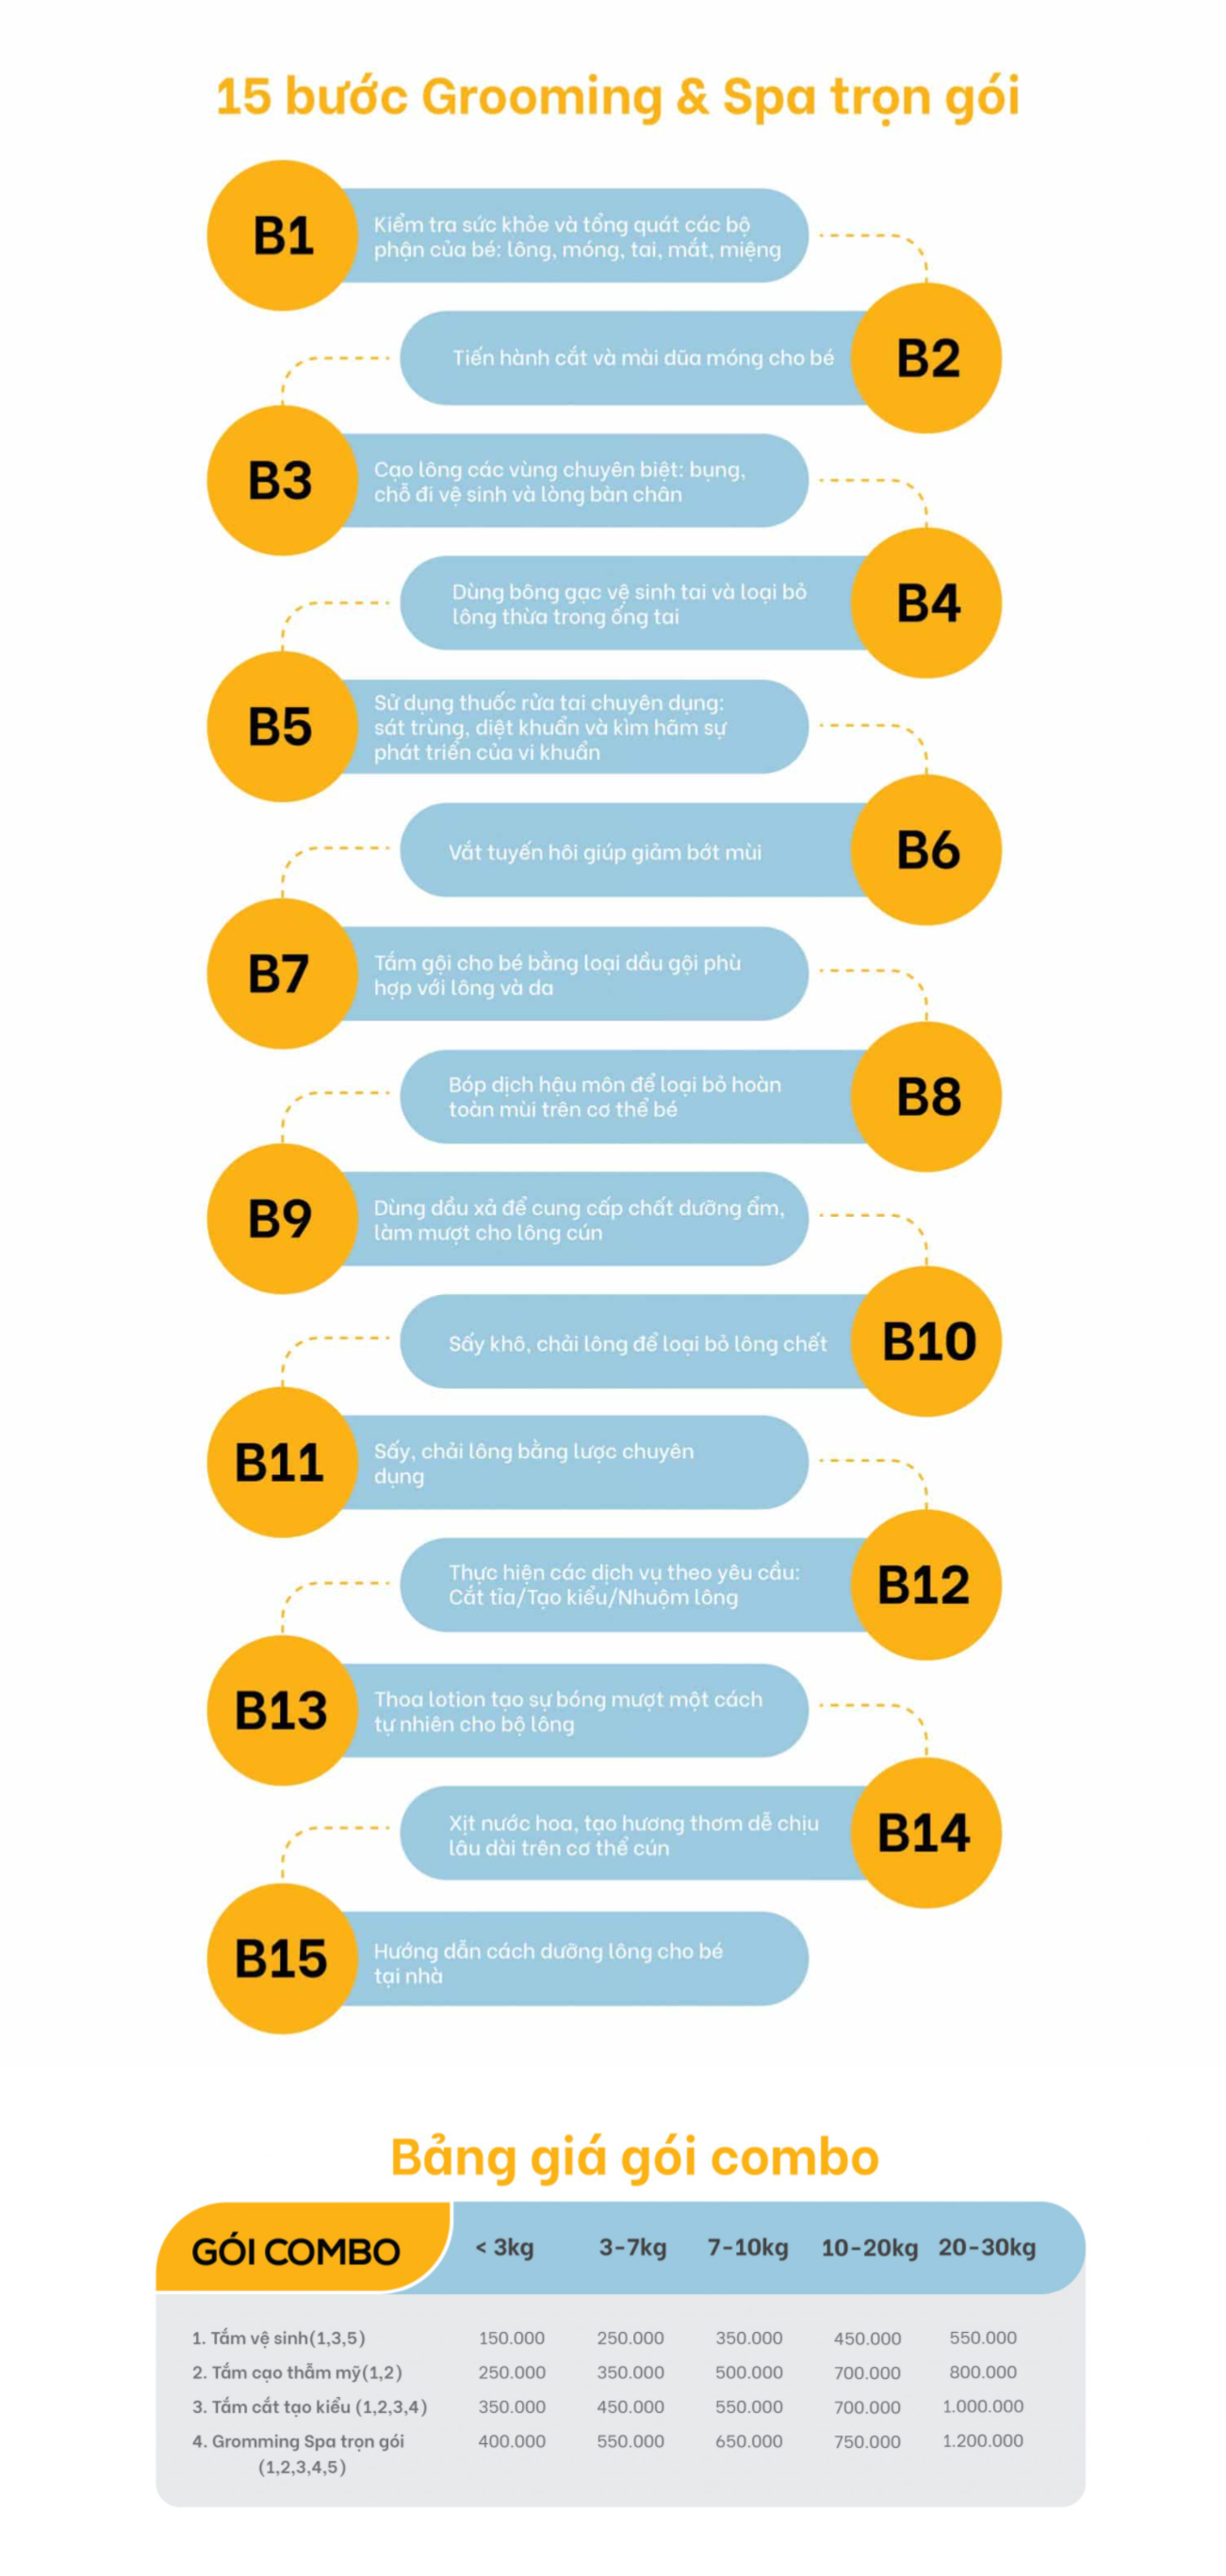 15 bước Grooming & Spa trọn gói
B1
Kiểm tra sức khỏe và tổng quát các bộ
phận của bé: lông, móng, tai, mắt, miệng
Tiến hành cắt và mài dũa móng cho bé
B2
B3
Cạo lông các vùng chuyên biệt: bụng,
chỗ đi vệ sinh và lòng bàn chân
Dùng bông gạc vệ sinh tai và loại bỏ
lông thừa trong ống tai
B4
B5
Sử dụng thuốc rửa tai chuyên dụng:
sát trùng, diệt khuẩn và kìm hãm sự
phát triển của vi khuẩn
Vắt tuyến hôi giúp giảm bớt mùi
B6
B7
Tắm gội cho bé bằng loại dầu gội phù
hợp với lông và da
Bóp dịch hậu môn để loại bỏ hoàn
toàn mùi trên cơ thể bé
B8
B9
Dùng dầu xả để cung cấp chất dưỡng ẩm,
làm mượt cho lông cún
Sấy khô, chải lông để loại bỏ lông chết
B10
B11
Sấy, chải lông bằng lược chuyên
dụng
Thực hiện các dịch vụ theo yêu cầu:
Cắt tỉa/Tạo kiểu/Nhuộm lông
B12
B13
Thoa lotion tạo sự bóng mượt một cách
tự nhiên cho bộ lông
Xịt nước hoa, tạo hương thơm dễ chịu
lâu dài trên cơ thể cún
B14
B15
Hướng dẫn cách dưỡng lông cho bé
tại nhà
Bảng giá gói combo
GÓI COMBO < 3kg 3-7kg 7-10kg 10-20kg 20-30kg
1. Tắm vệ sinh(1,3,5) 150.000 250.000 350.000 450.000 550.000
2. Tắm cạo thẫm mỹ(1,2) 250.000 350.000 500.000 700.000 800.000
3. Tắm cắt tạo kiểu (1,2,3,4) 350.000 450.000 550.000 700.000 1.000.000
4. Gromming Spa trọn gói 400.000 550.000 650.000 750.000 1.200.000
(1,2,3,4,5)